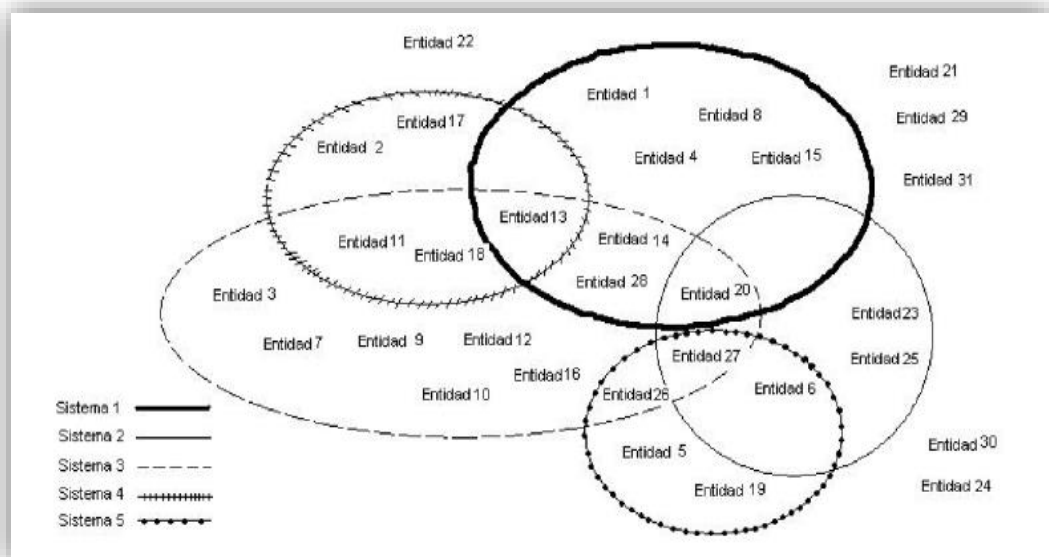 Entidad 22
Entidad 21
Entidad 1
Entidad 8
Entidad 29
Entidad 17
Entidad 2
Entidad 4
Entidad 15
Entidad 31
Entidad 13
Entidad 11
Entidad 14
Entidad 18
Entidad 28
Entidad 20
Entidad 3
Entidad 23
Entidad 7
Entidad 9
Entidad 12
Entidad 27
Entidad 25
Entidad 16
Entidad 10
Entidad 26
Entidad 6
Sistema 1
Sistema 2
Sistema 3
Sistema 4
Sistema 5
Entidad 5
Entidad 30
Entidad 19
Entidad 24